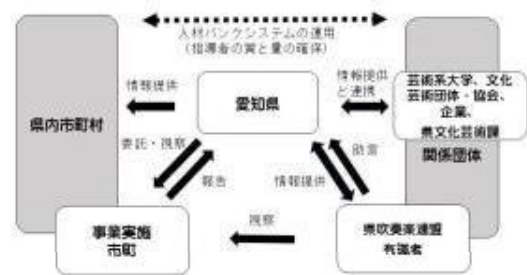 人材バンクシステムの運用
(指導者の質と量の確保)
情報提供
愛知県
情報提供
と連携
芸術系大学、文化
芸術団体・協会、
企業、
県文化芸術課
県内市町村
関係団体
委託・視察
報告
助言
情報提供
事業実施
市町
視察
県吹奏楽連盟
有識者